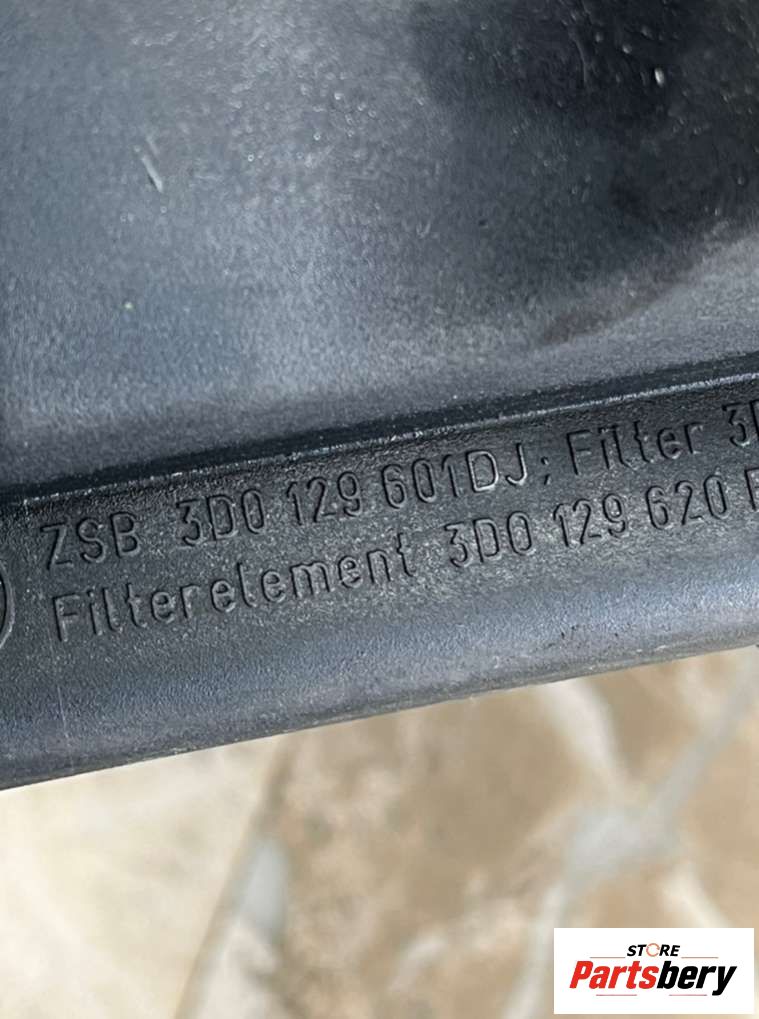 ZSB 3D0 129 601DJ; Filter
Filterelement 3D0 129 620
STORE
Partsbery